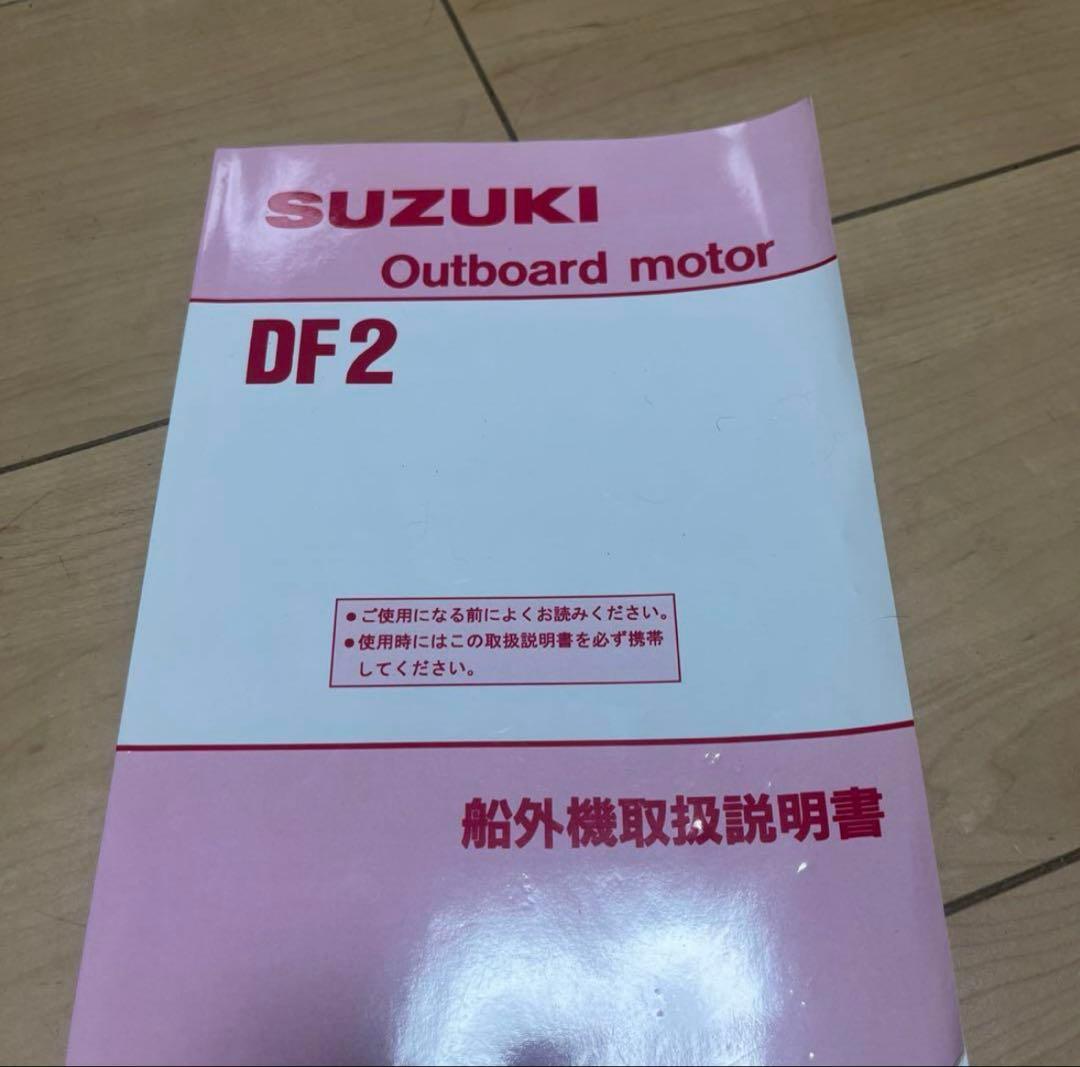 SUZUKI
Outboard motor
DF2
●ご使用になる前によくお読みください。
●使用時にはこの取扱説明書を必ず携帯
してください。
船外機取扱説明書